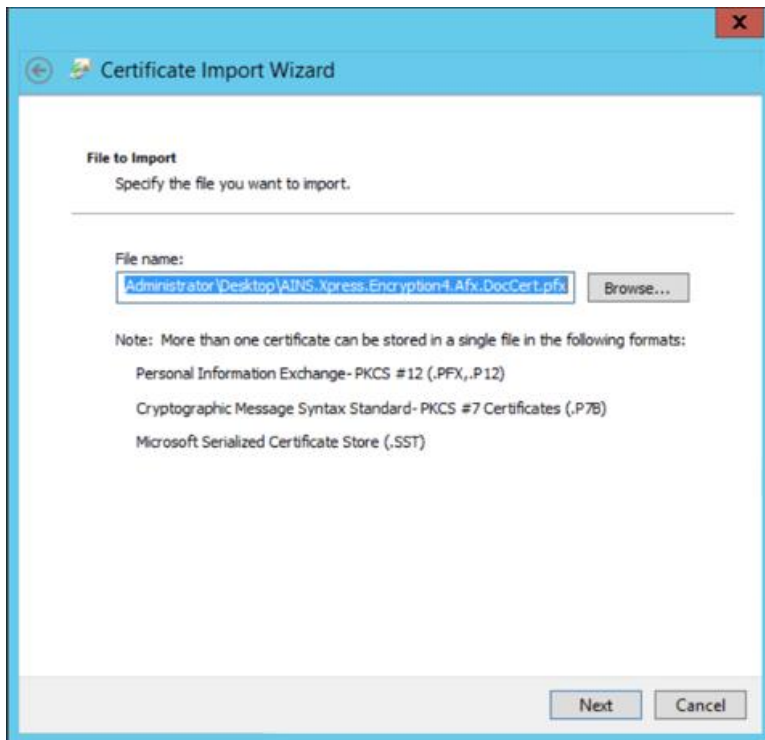 X
Certificate Import Wizard
File to Import
Specify the file you want to import.
File name:
Administrator\Desktop\AINS.Xpress.Encryption4.Afx.DocCert.pfx
Browse...
Note: More than one certificate can be stored in a single file in the following formats:
Personal Information Exchange- PKCS #12 (.PFX,.P12)
Cryptographic Message Syntax Standard- PKCS #7 Certificates (.P7B)
Microsoft Serialized Certificate Store (.SST)
Next
Cancel